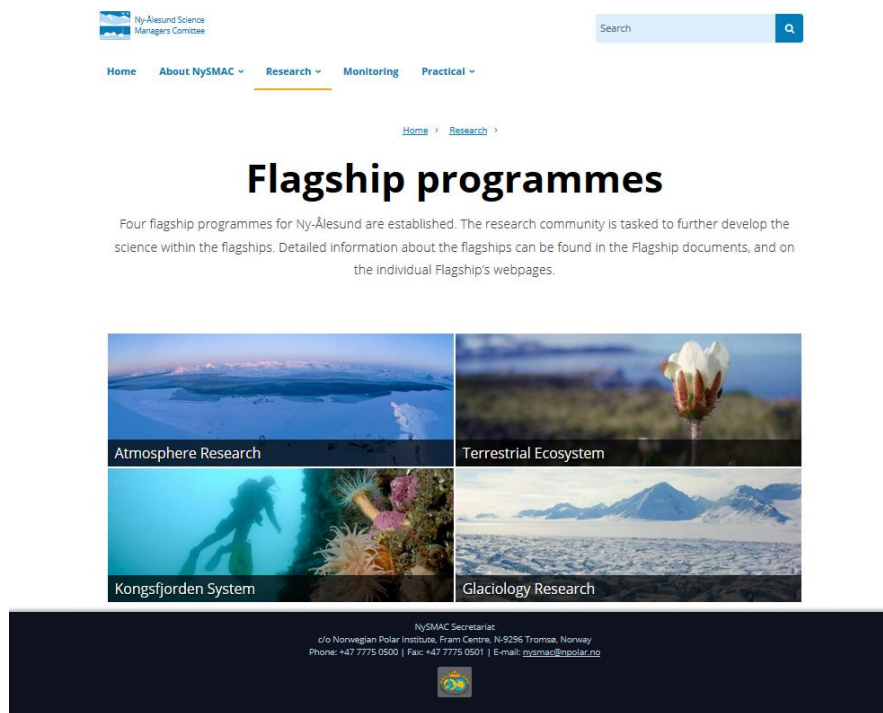 Ny-Ålesund Science
Managers Comittee
Search
Home About NySMAC Research Monitoring Practical
Home > Research >
Flagship programmes
Four flagship programmes for Ny-Ålesund are established. The research community is tasked to further develop the
science within the flagships. Detailed information about the flagships can be found in the Flagship documents, and on
the individual Flagship's webpages.
Atmosphere Research
Terrestrial Ecosystem
Kongsfjorden System
Glaciology Research
NySMAC Secretariat
c/o Norwegian Polar Institute, Fram Centre, N-9296 Tromsø, Norway
Phone: +47 7775 0500 | Fax: +47 7775 0501 | E-mail: nysmac@npolar.no